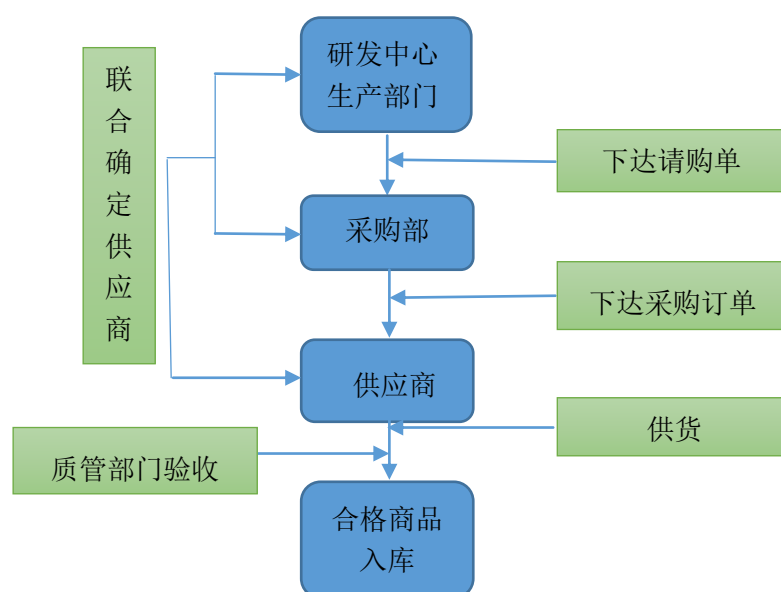 研发中心
生产部门
联合确定供应商
下达请购单
采购部
下达采购订单
供应商
供货
质管部门验收
合格商品
入库